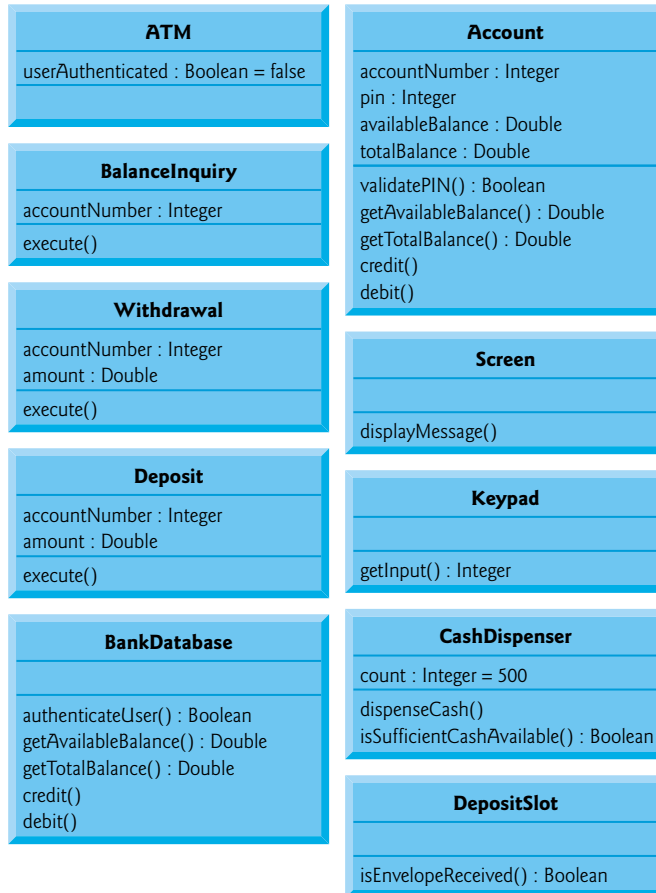 ATM
userAuthenticated : Boolean = false
BalanceInquiry
accountNumber : Integer
execute()
Withdrawal
accountNumber : Integer
amount : Double
execute()
Deposit
accountNumber : Integer
amount : Double
execute()
BankDatabase
authenticateUser() : Boolean
getAvailableBalance() : Double
getTotalBalance() : Double
credit()
debit()
Account
accountNumber : Integer
pin : Integer
availableBalance : Double
totalBalance : Double
validatePIN() : Boolean
getAvailableBalance() : Double
getTotalBalance() : Double
credit()
debit()
Screen
displayMessage()
Keypad
getInput() : Integer
CashDispenser
count : Integer = 500
dispenseCash()
isSufficientCashAvailable() : Boolean
DepositSlot
isEnvelopeReceived() : Boolean